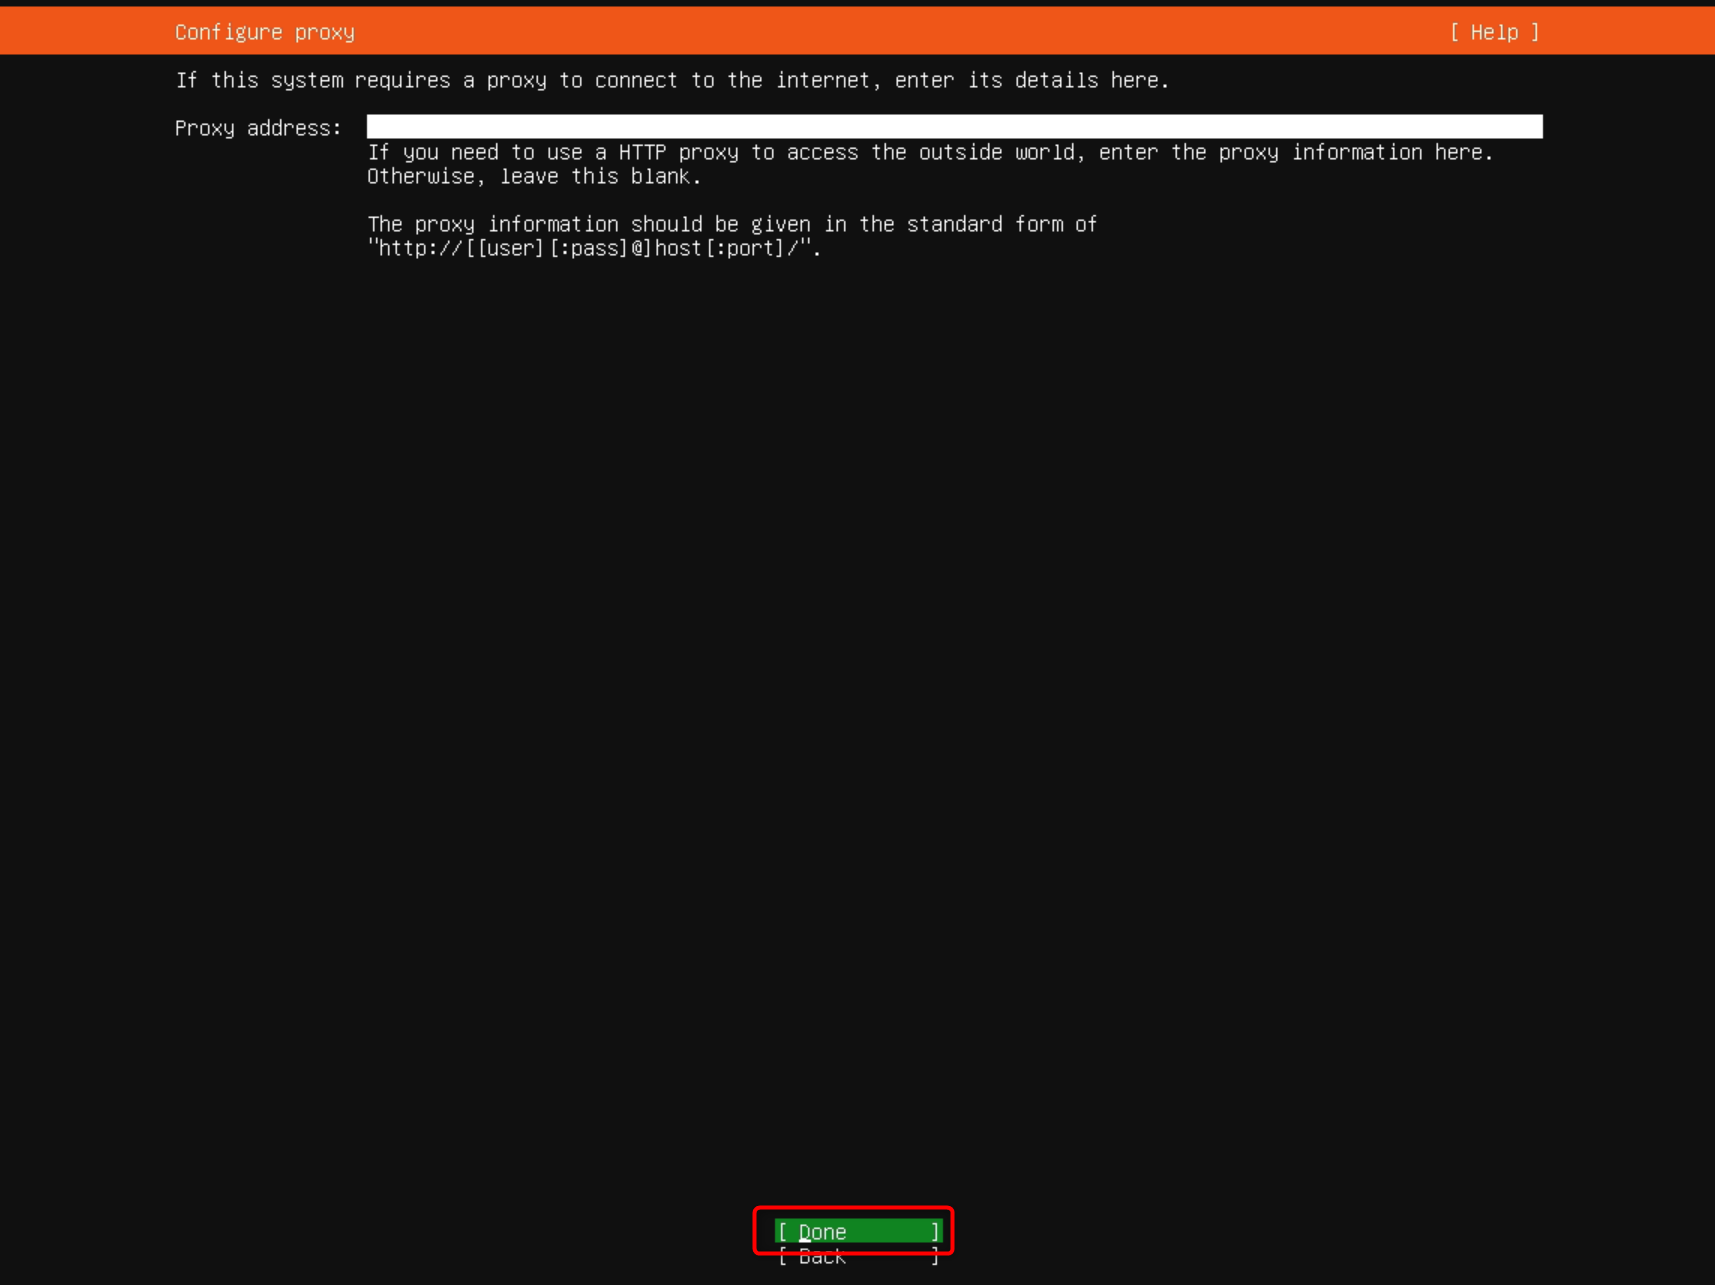 Configure proxy [ Help ]
If this system requires a proxy to connect to the internet, enter its details here.
Proxy address:
If you need to use a HTTP proxy to access the outside world, enter the proxy information here.
Otherwise, leave this blank.
The proxy information should be given in the standard form of
"http://[[user][:pass]@]host[:port]/".
[ Done ]
[ Back ]